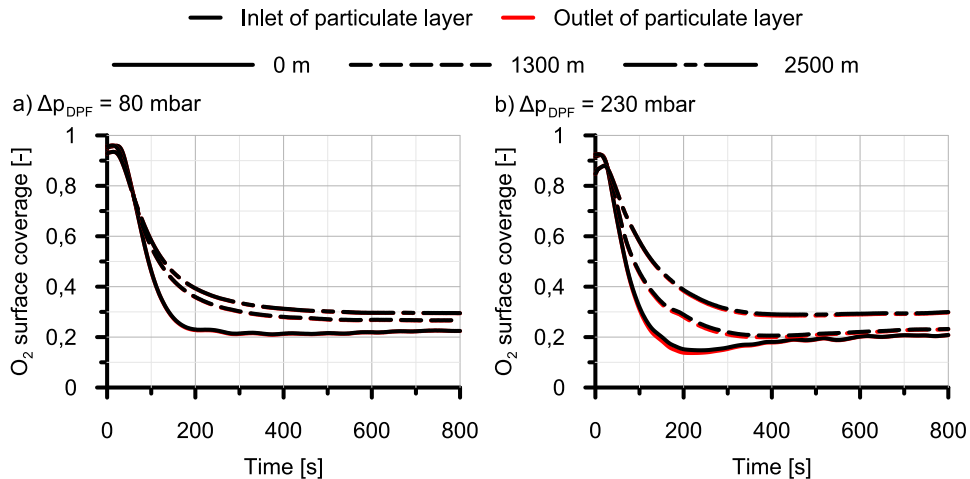 Inlet of particulate layer Outlet of particulate layer
0 m 1300 m 2500 m
a) Δp_DPF = 80 mbar
O₂ surface coverage [-]
1
0,8
0,6
0,4
0,2
0
0 200 400 600 800
Time [s]
b) Δp_DPF = 230 mbar
O₂ surface coverage [-]
1
0,8
0,6
0,4
0,2
0
0 200 400 600 800
Time [s]